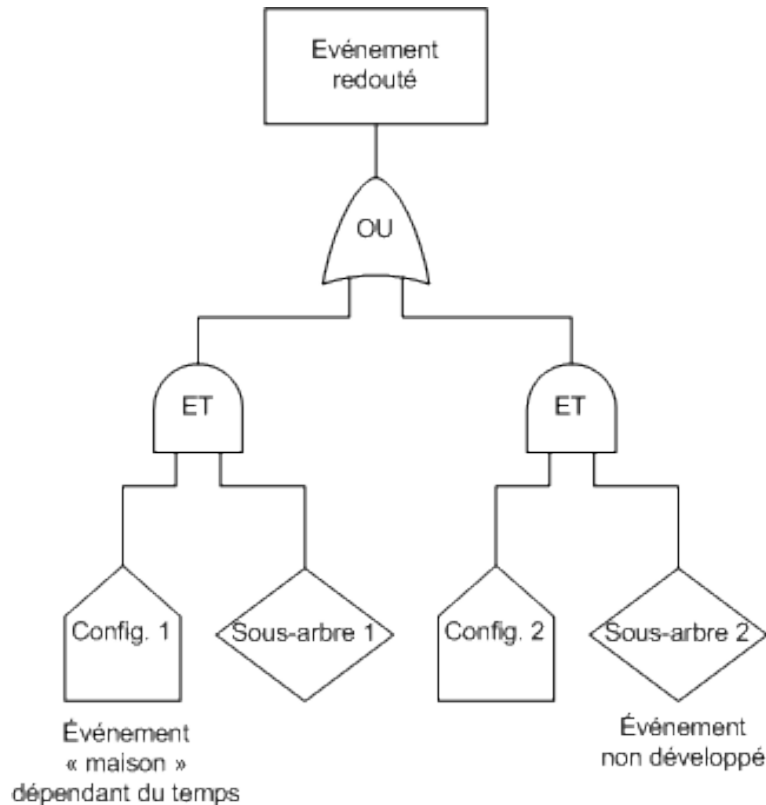 Evénement
redouté
OU
ET
ET
Config. 1
Sous-arbre 1
Config. 2
Sous-arbre 2
Événement
« maison »
dépendant du temps
Événement
non développé